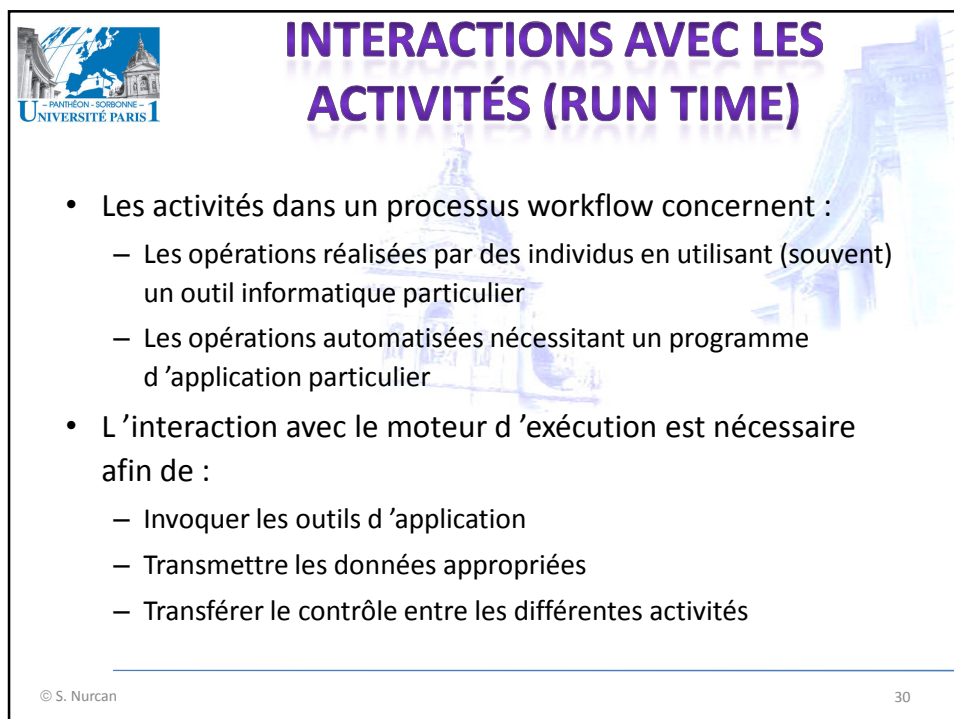 INTERACTIONS AVEC LES
ACTIVITÉS (RUN TIME)
– PANTHÉON - SORBONNE –
UNIVERSITÉ PARIS 1
• Les activités dans un processus workflow concernent :
– Les opérations réalisées par des individus en utilisant (souvent)
un outil informatique particulier
– Les opérations automatisées nécessitant un programme
d ’application particulier
• L ’interaction avec le moteur d ’exécution est nécessaire
afin de :
– Invoquer les outils d ’application
– Transmettre les données appropriées
– Transférer le contrôle entre les différentes activités
© S. Nurcan
30